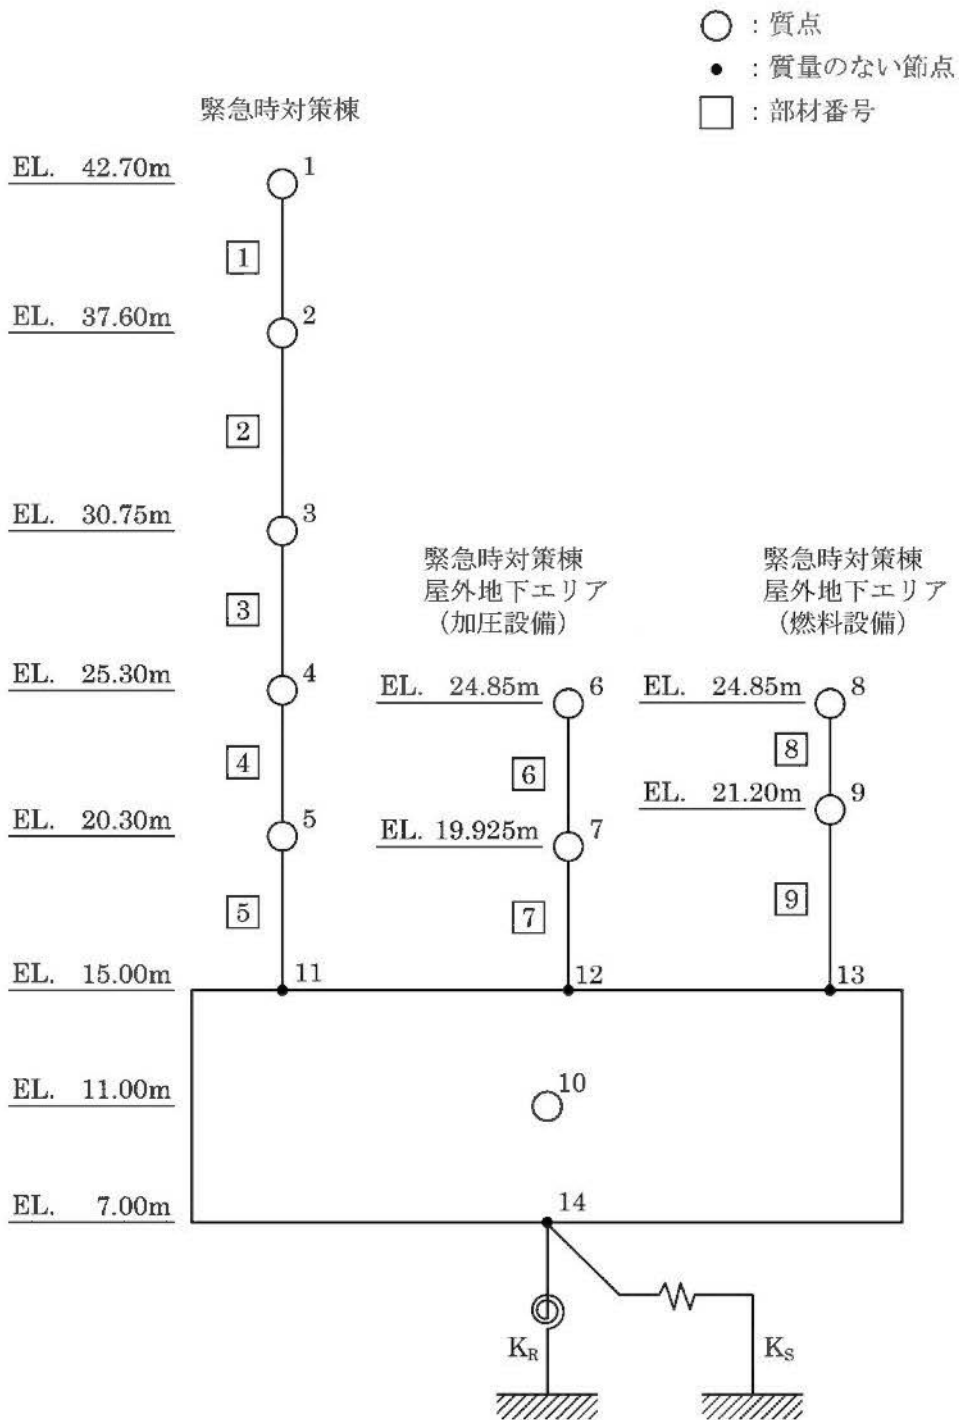 ○ : 質点
● : 質量のない節点
□ : 部材番号
緊急時対策棟
EL. 42.70m
1
1
EL. 37.60m
2
2
EL. 30.75m
3
3
EL. 25.30m
4
4
EL. 20.30m
5
5
緊急時対策棟
屋外地下エリア
(加圧設備)
EL. 24.85m
6
6
EL. 19.925m
7
7
緊急時対策棟
屋外地下エリア
(燃料設備)
EL. 24.85m
8
8
EL. 21.20m
9
9
EL. 15.00m
11
12
13
EL. 11.00m
10
EL. 7.00m
14
KR
KS